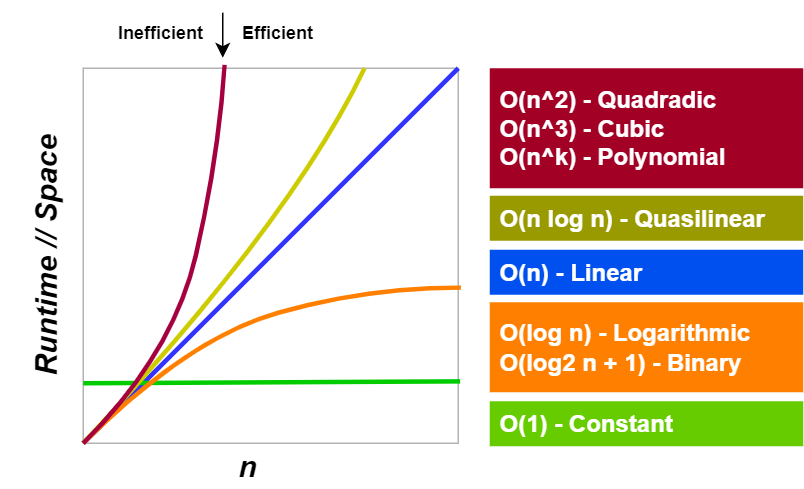 Inefficient
Efficient
Runtime // Space
n
O(n^2) - Quadradic
O(n^3) - Cubic
O(n^k) - Polynomial
O(n log n) - Quasilinear
O(n) - Linear
O(log n) - Logarithmic
O(log2 n + 1) - Binary
O(1) - Constant